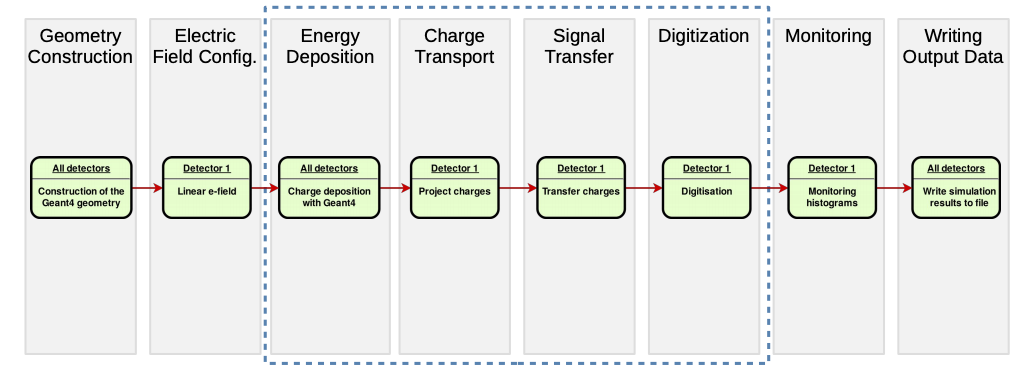 Geometry
Construction
Electric
Field Config.
Energy
Deposition
Charge
Transport
Signal
Transfer
Digitization
Monitoring
Writing
Output Data
All detectors
Construction of the
Geant4 geometry
Detector 1
Linear e-field
All detectors
Charge deposition
with Geant4
Detector 1
Project charges
Detector 1
Transfer charges
Detector 1
Digitisation
Detector 1
Monitoring
histograms
All detectors
Write simulation
results to file